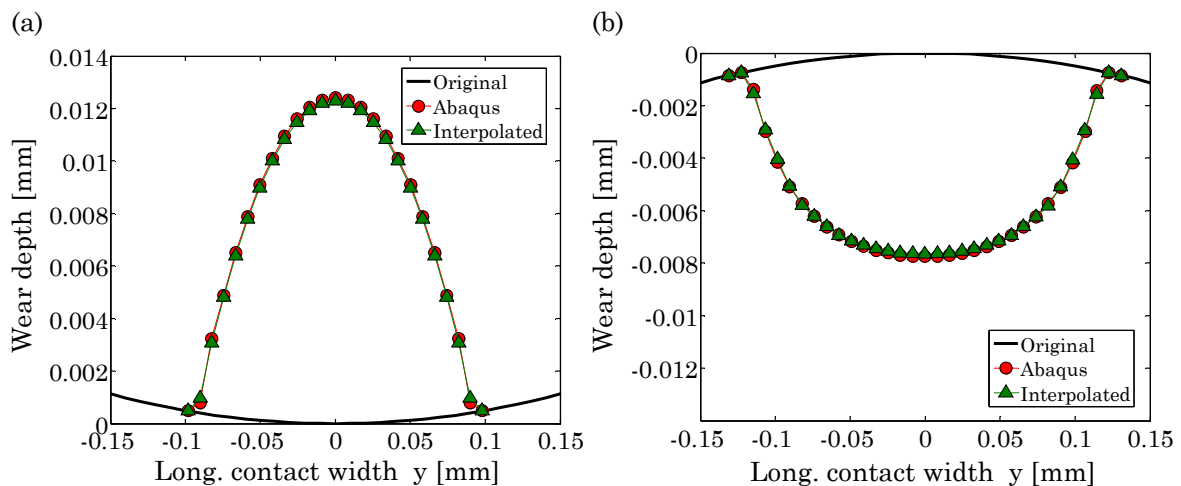 (a)
0.014
0.012
0.01
0.008
0.006
0.004
0.002
0
-0.15
-0.1
-0.05
0
0.05
0.1
0.15
Wear depth [mm]
Long. contact width y [mm]
Original
Abaqus
Interpolated
(b)
0
-0.002
-0.004
-0.006
-0.008
-0.01
-0.012
-0.15
-0.1
-0.05
0
0.05
0.1
0.15
Wear depth [mm]
Long. contact width y [mm]
Original
Abaqus
Interpolated